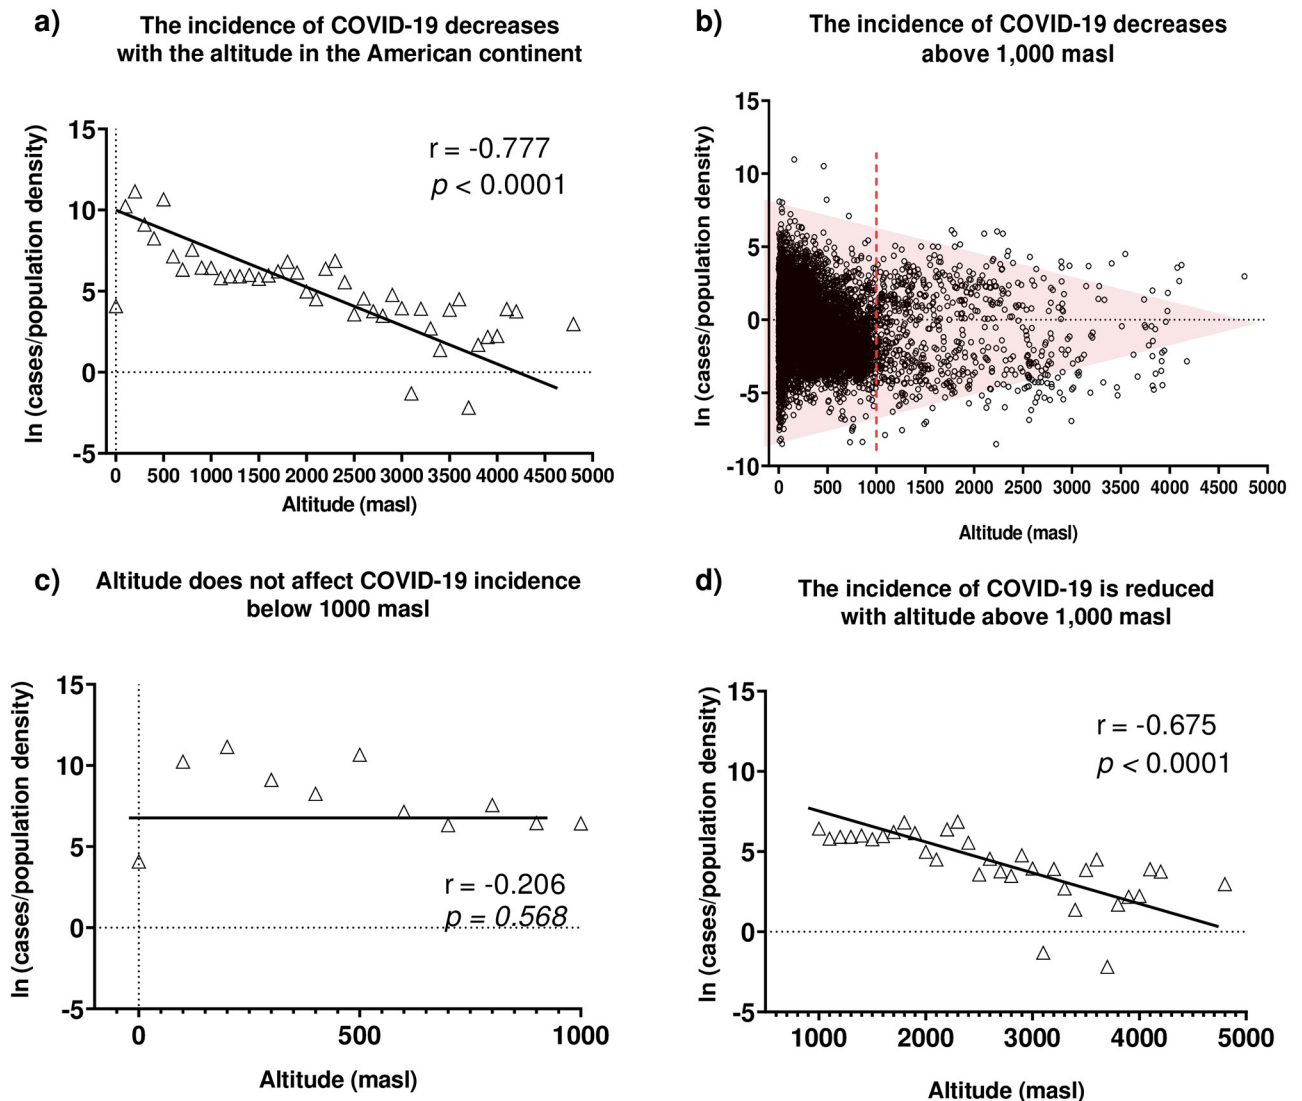 a)
The incidence of COVID-19 decreases
with the altitude in the American continent
ln (cases/population density)
15
10
5
0
-5
r = -0.777
p < 0.0001
0 500 1000 1500 2000 2500 3000 3500 4000 4500 5000
Altitude (masl)
b)
The incidence of COVID-19 decreases
above 1,000 masl
ln (cases/population density)
15
10
5
0
-5
-10
0 500 1000 1500 2000 2500 3000 3500 4000 4500 5000
Altitude (masl)
c)
Altitude does not affect COVID-19 incidence
below 1000 masl
ln (cases/population density)
15
10
5
0
-5
r = -0.206
p = 0.568
0 500 1000
Altitude (masl)
d)
The incidence of COVID-19 is reduced
with altitude above 1,000 masl
ln (cases/population density)
15
10
5
0
-5
r = -0.675
p < 0.0001
1000 2000 3000 4000 5000
Altitude (masl)